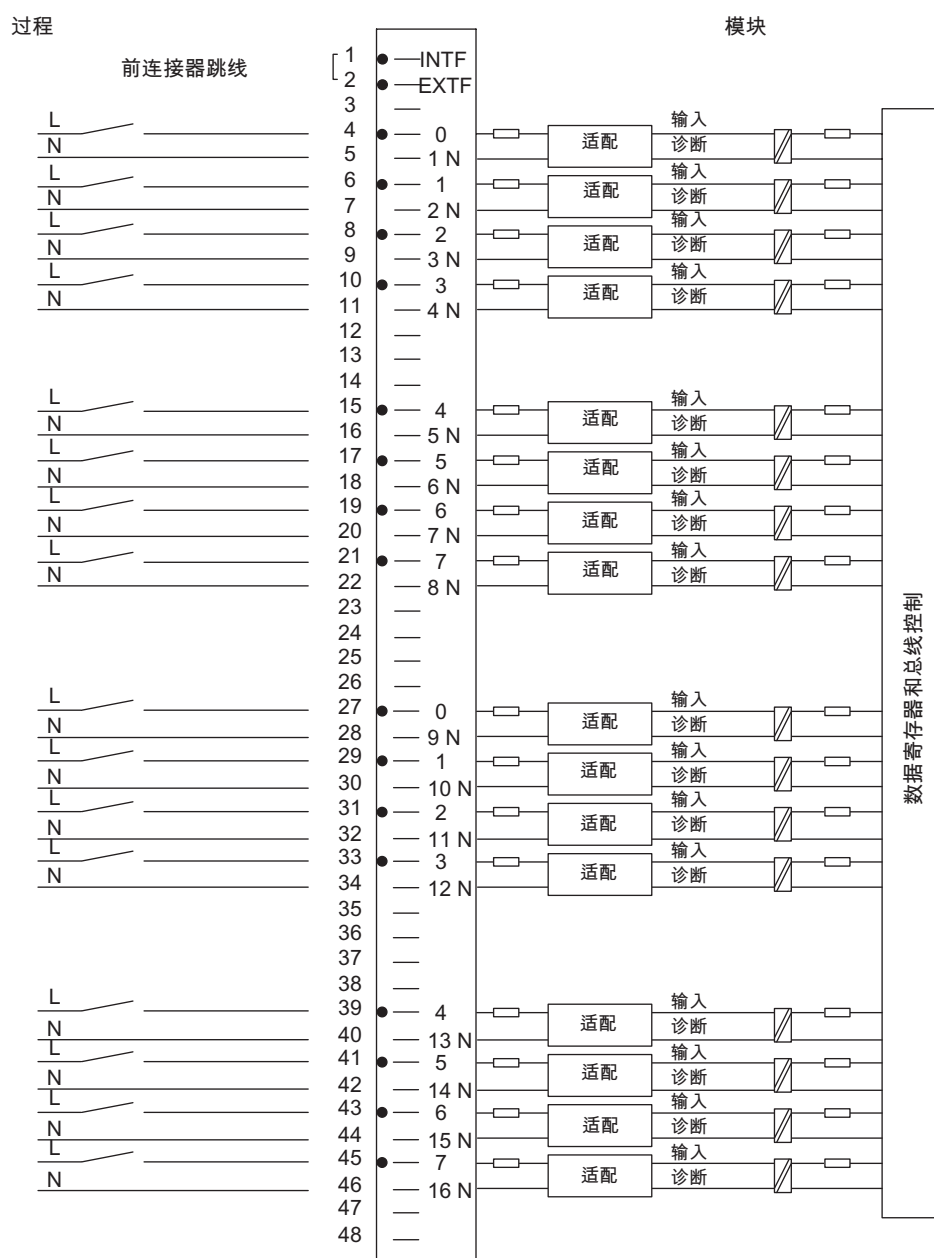 过程
模块
前连接器跳线
1 INTF
2 EXTF
3
L 4 0 适配 输入
N 5 1 N 诊断
L 6 1 适配 输入
N 7 2 N 诊断
L 8 2 适配 输入
N 9 3 N 诊断
L 10 3 适配 输入
N 11 4 N 诊断
12
13
14
L 15 4 适配 输入
N 16 5 N 诊断
L 17 5 适配 输入
N 18 6 N 诊断
L 19 6 适配 输入
N 20 7 N 诊断
L 21 7 适配 输入
N 22 8 N 诊断
23
24
25
26
L 27 0 适配 输入
N 28 9 N 诊断
L 29 1 适配 输入
N 30 10 N 诊断
L 31 2 适配 输入
N 32 11 N 诊断
L 33 3 适配 输入
N 34 12 N 诊断
35
36
37
38
L 39 4 适配 输入
N 40 13 N 诊断
L 41 5 适配 输入
N 42 14 N 诊断
L 43 6 适配 输入
N 44 15 N 诊断
L 45 7 适配 输入
N 46 16 N 诊断
47
48
数据寄存器和总线控制